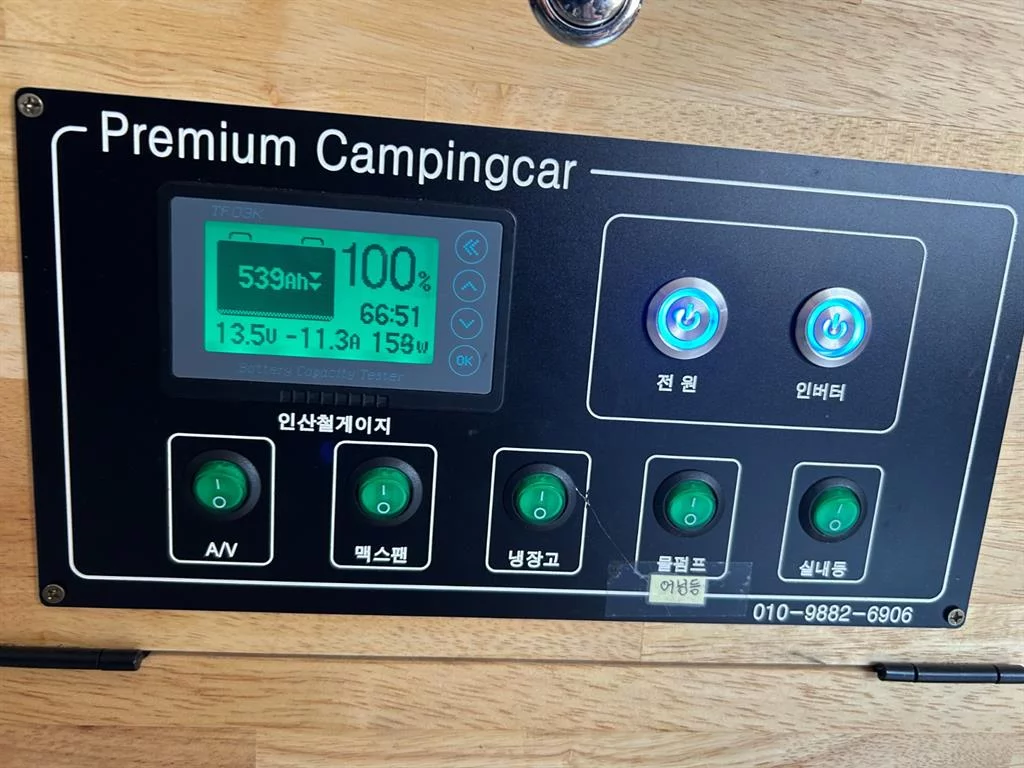 Premium Campingcar
TF03K
539Ah
100%
66:51
13.5V -11.3A 153W
OK
Battery Capacity Tester
인산철게이지
전 원
인버터
A/V
맥스팬
냉장고
물펌프
실내등
어닝등
010-9882-6906